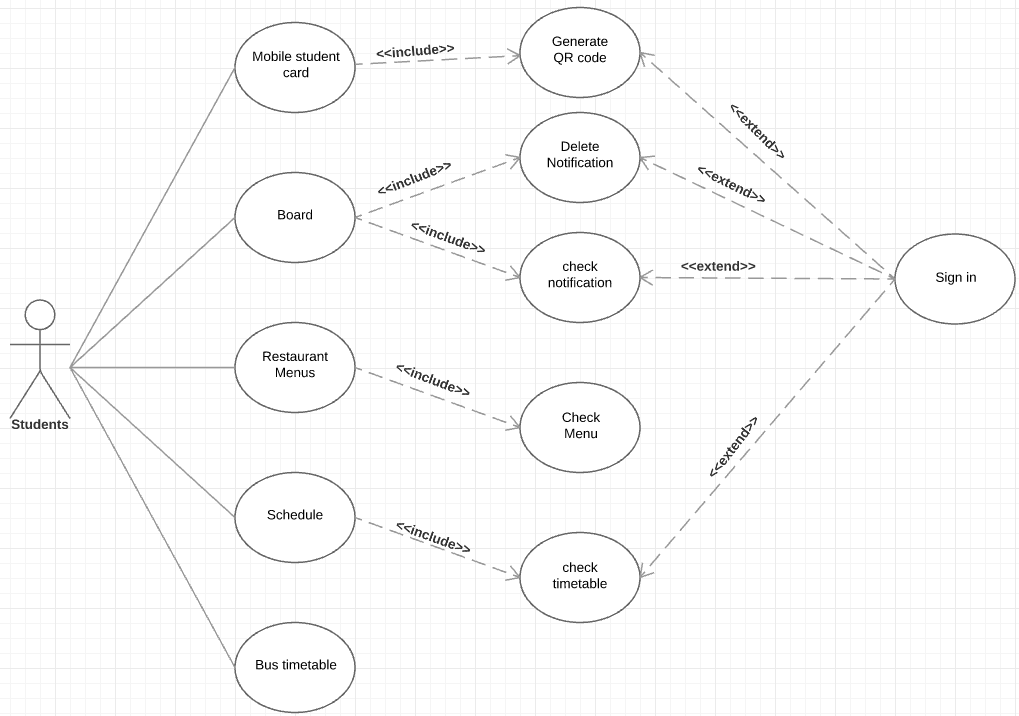 Mobile student
card
<<include>>
Generate
QR code
<<extend>>
Delete
Notification
<<include>>
<<extend>>
Board
<<include>>
check
notification
<<extend>>
Sign in
Students
Restaurant
Menus
<<include>>
Check
Menu
<<extend>>
Schedule
<<include>>
check
timetable
Bus timetable